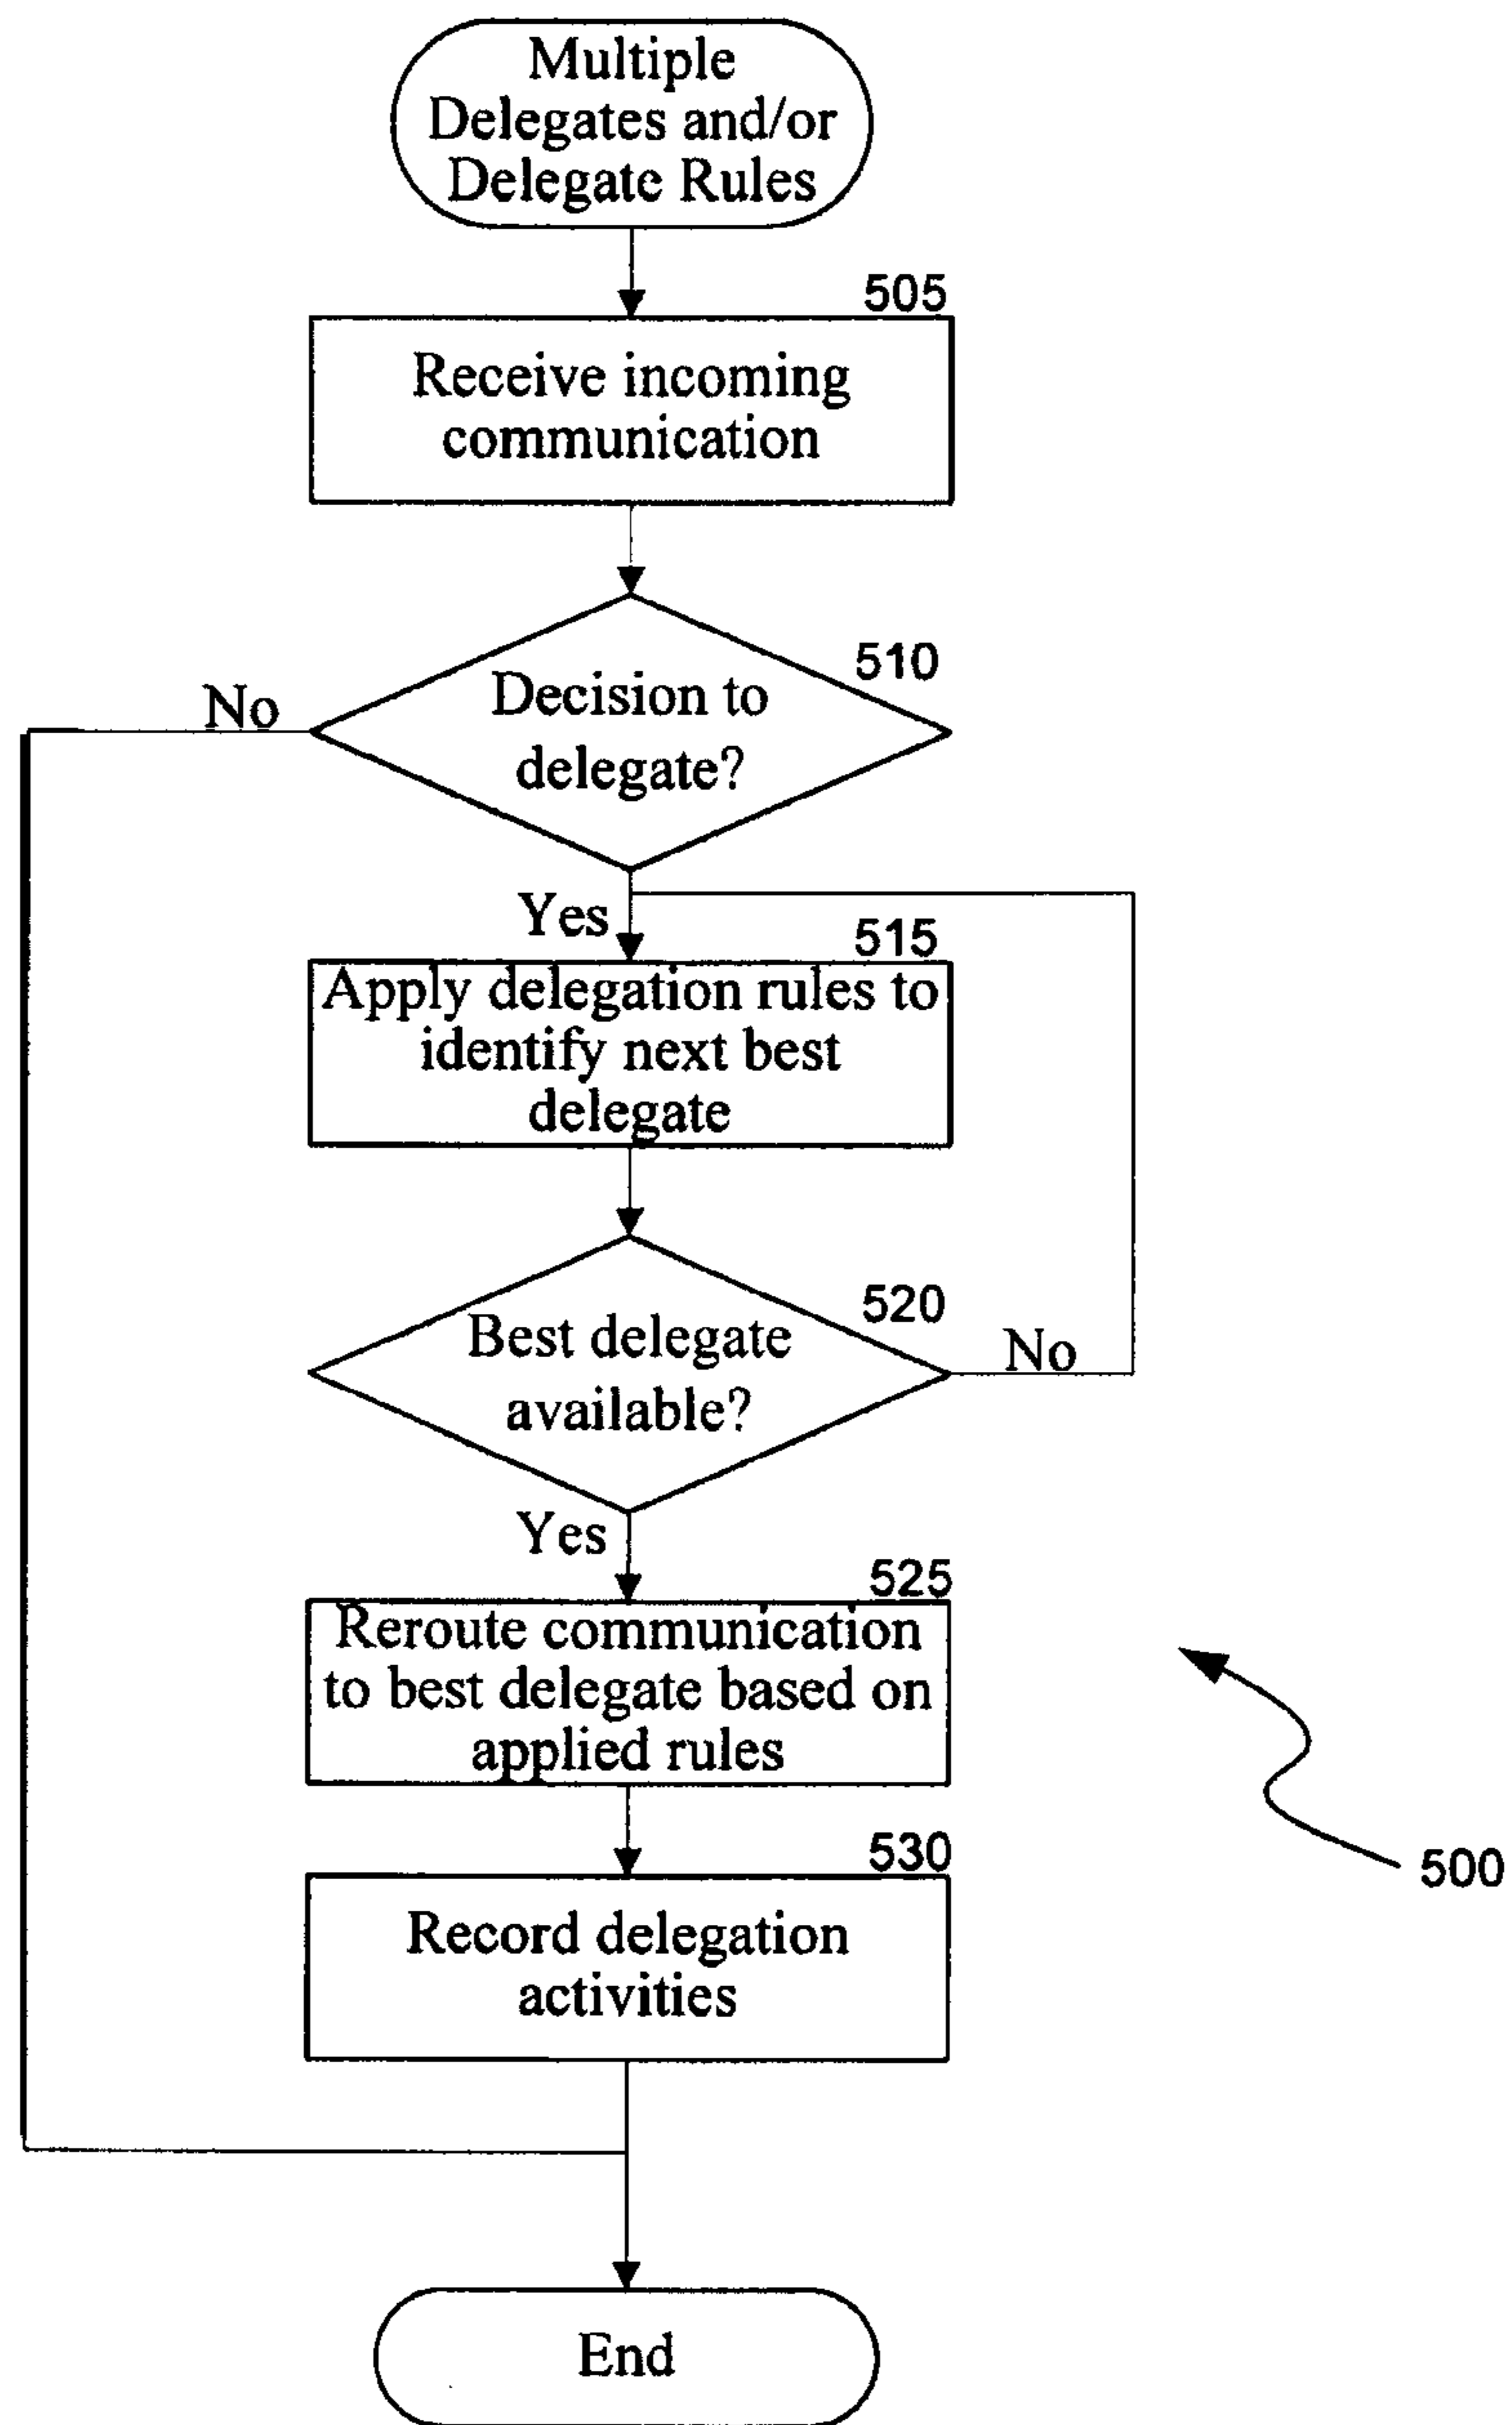 Multiple
Delegates and/or
Delegate Rules
505
Receive incoming
communication
510
Decision to
delegate?
No
Yes
515
Apply delegation rules to
identify next best
delegate
520
Best delegate
available?
No
Yes
525
Reroute communication
to best delegate based on
applied rules
500
530
Record delegation
activities
End